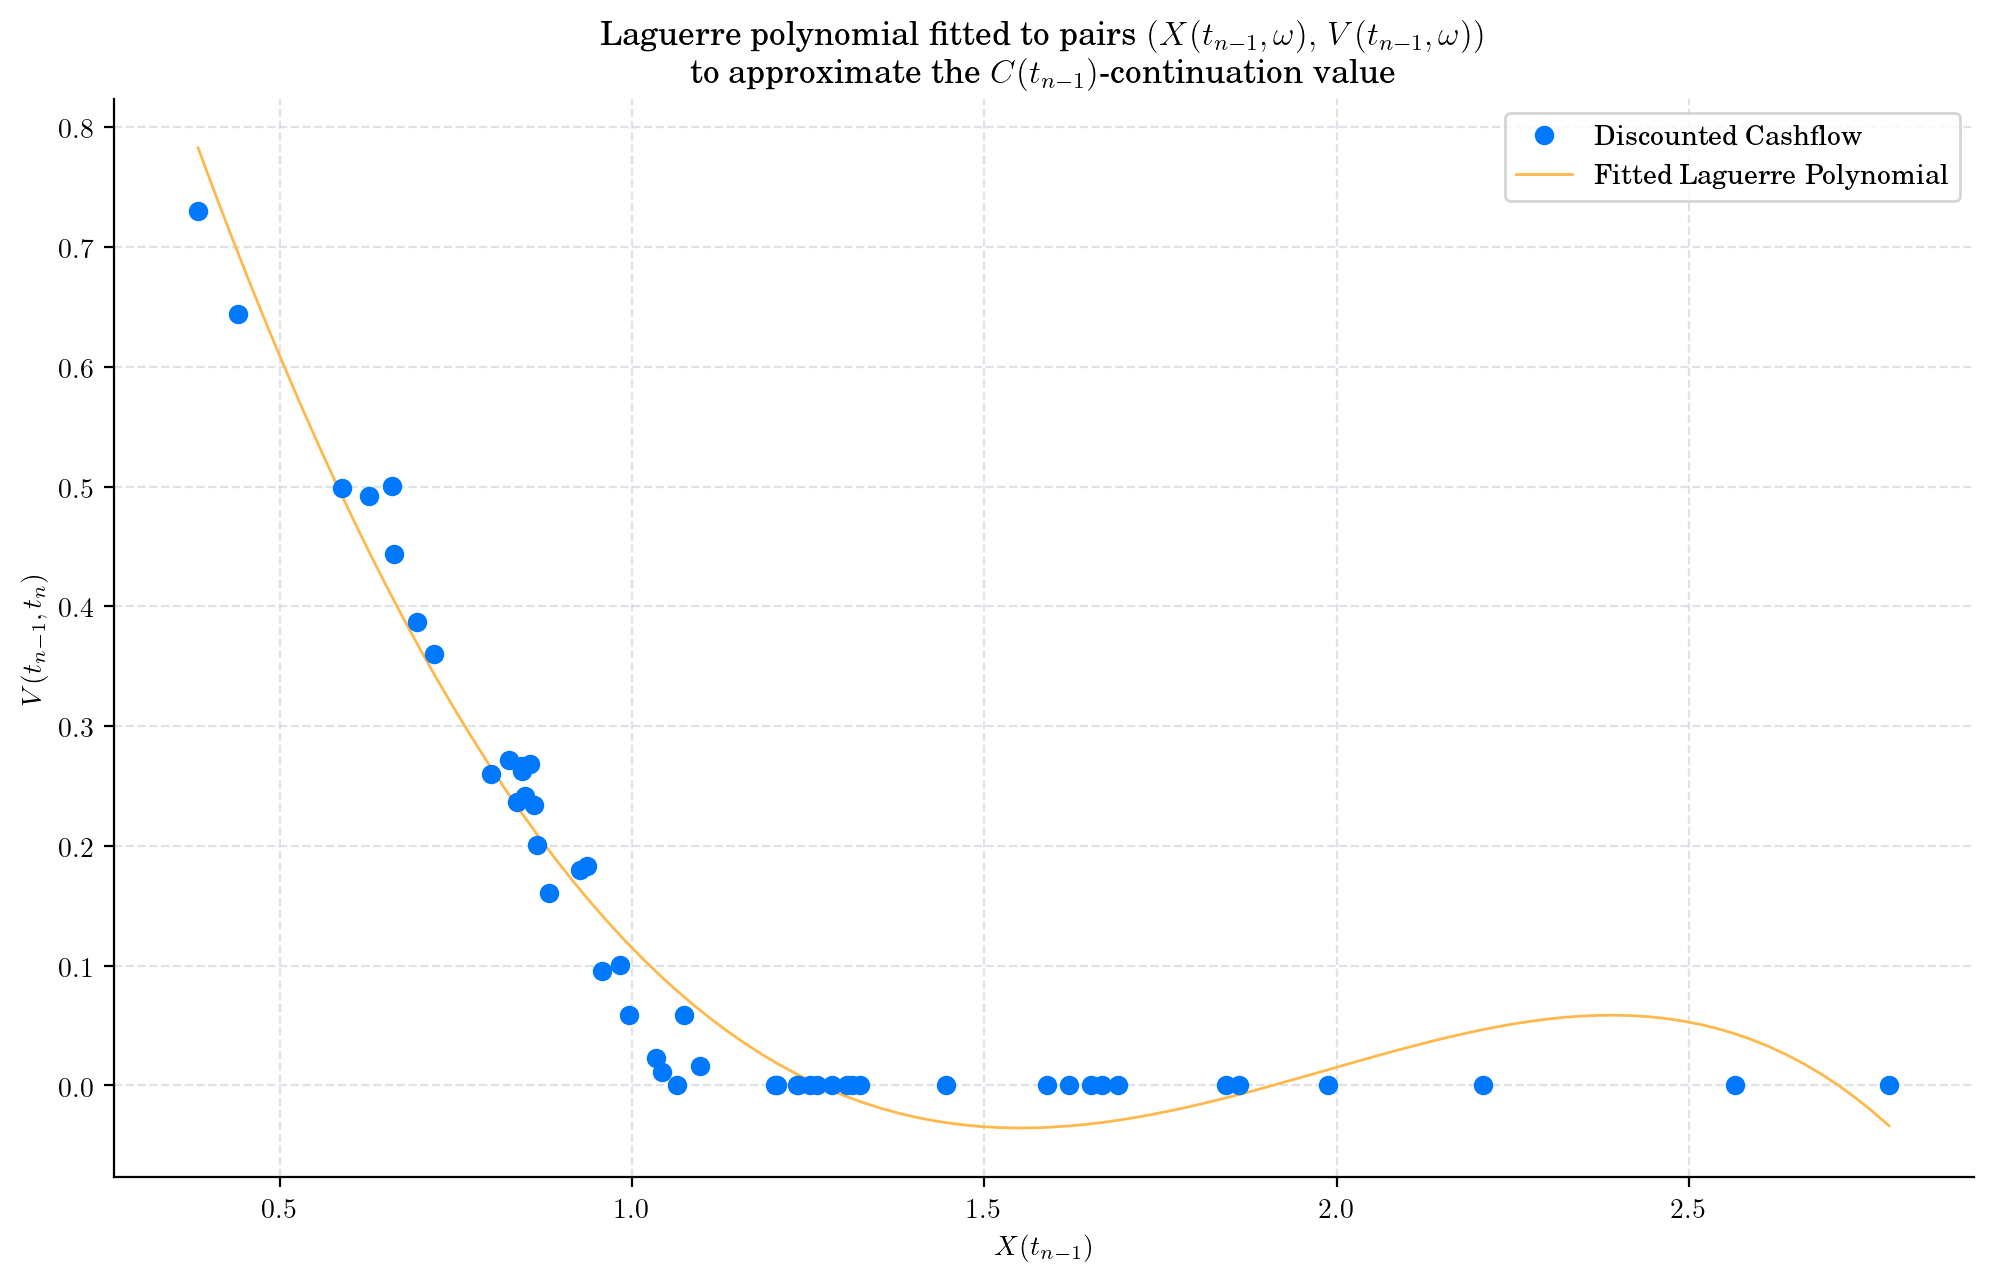 Laguerre polynomial fitted to pairs $(X(t_{n-1}, \omega), V(t_{n-1}, \omega))$
to approximate the $C(t_{n-1})$-continuation value
Discounted Cashflow
Fitted Laguerre Polynomial
0.8
0.7
0.6
0.5
0.4
0.3
0.2
0.1
0.0
$V(t_{n-1}, t_n)$
0.5
1.0
1.5
2.0
2.5
$X(t_{n-1})$